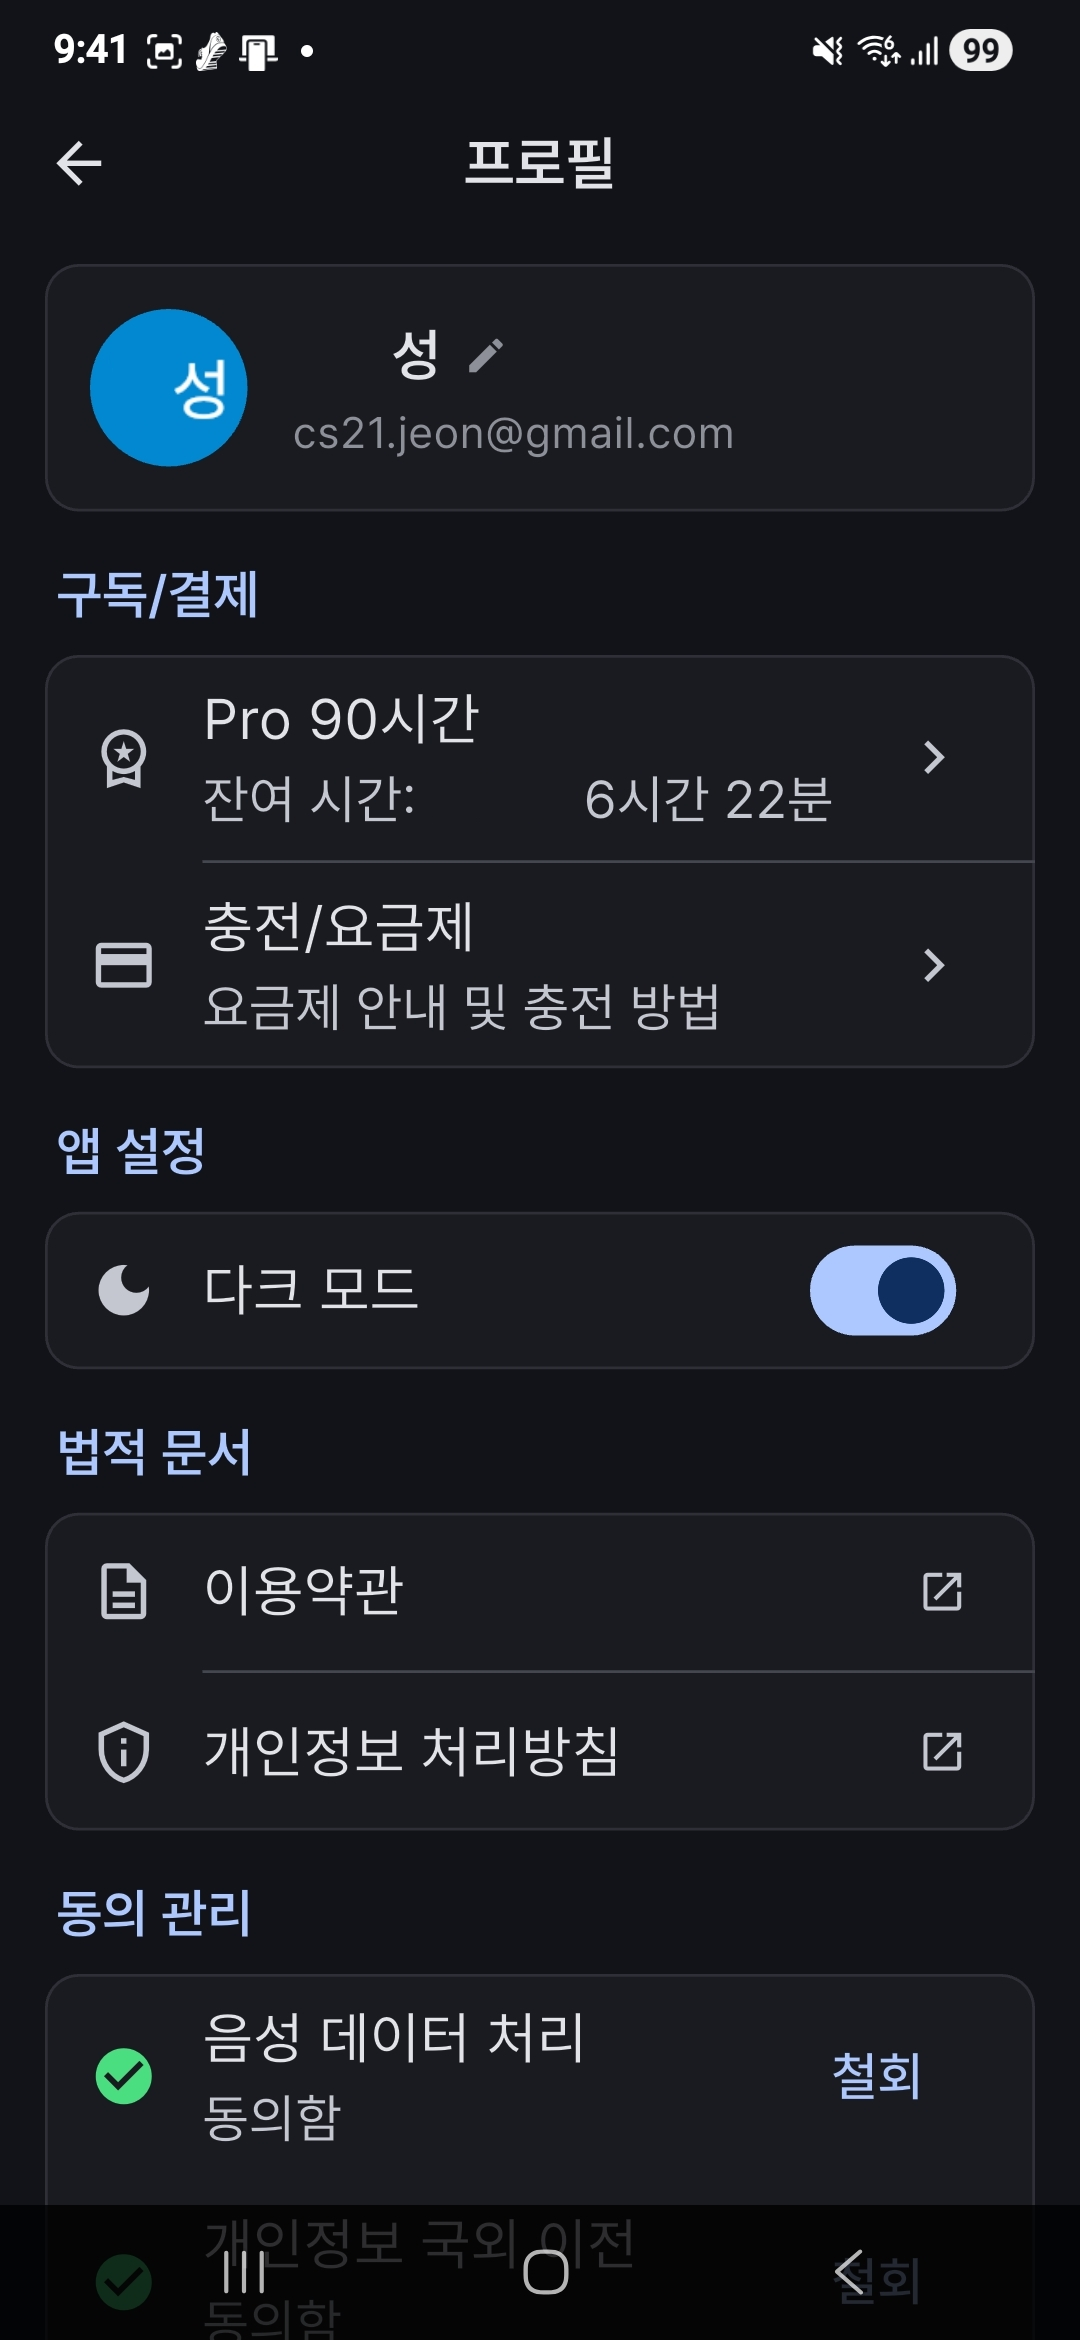 9:41
99
프로필
성
성
cs21.jeon@gmail.com
구독/결제
Pro 90시간
잔여 시간: 6시간 22분
충전/요금제
요금제 안내 및 충전 방법
앱 설정
다크 모드
법적 문서
이용약관
개인정보 처리방침
동의 관리
음성 데이터 처리
동의함
철회
개인정보 국외 이전
동의함
철회